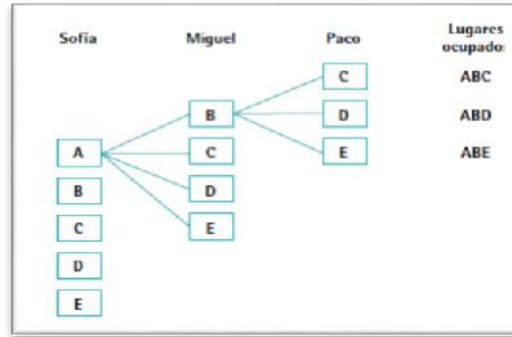 Sofía Miguel Paco Lugares
ocupado
C ABC
B D ABD
A C E ABE
B D
C E
D
E